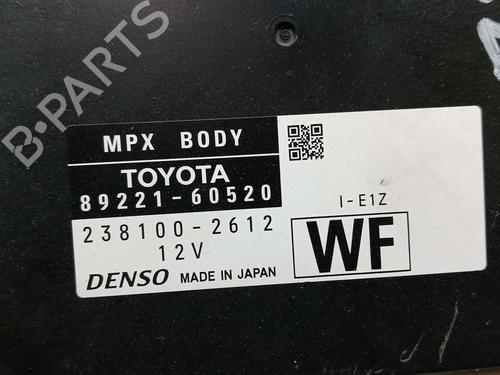 B-PARTS
MPX BODY
TOYOTA
89221-60520
238100-2612
12V
DENSO MADE IN JAPAN
I-E1Z
WF